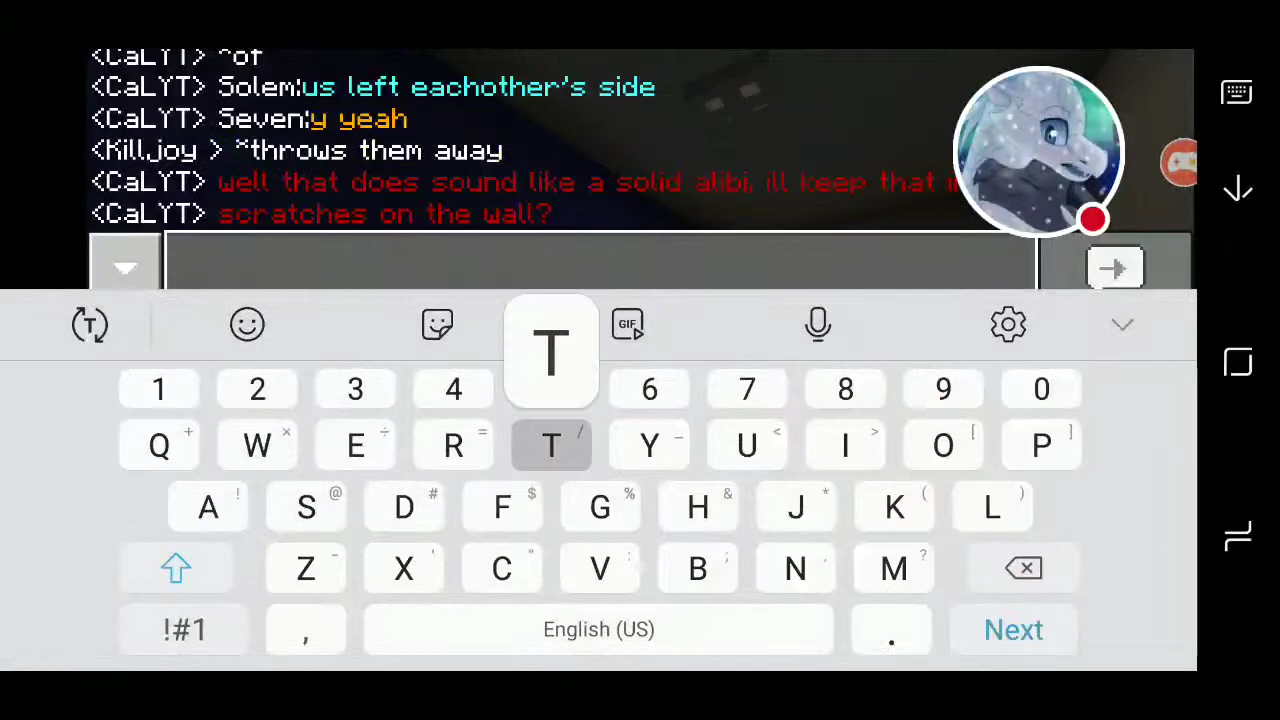 <CaLYT> ^of
<CaLYT> Solem:us left eachother's side
<CaLYT> Seven:y yeah
<Killjoy > *throws them away
<CaLYT> well that does sound like a solid alibi, ill keep that
<CaLYT> scratches on the wall?
T GIF
T
1 2 3 4 6 7 8 9 0
Q + W × E ÷ R = T / Y _ U < I > O [ P ]
A ! S @ D # F $ G % H & J * K ( L )
Z - X ' C " V : B ; N , M ?
!#1 , English (US) . Next